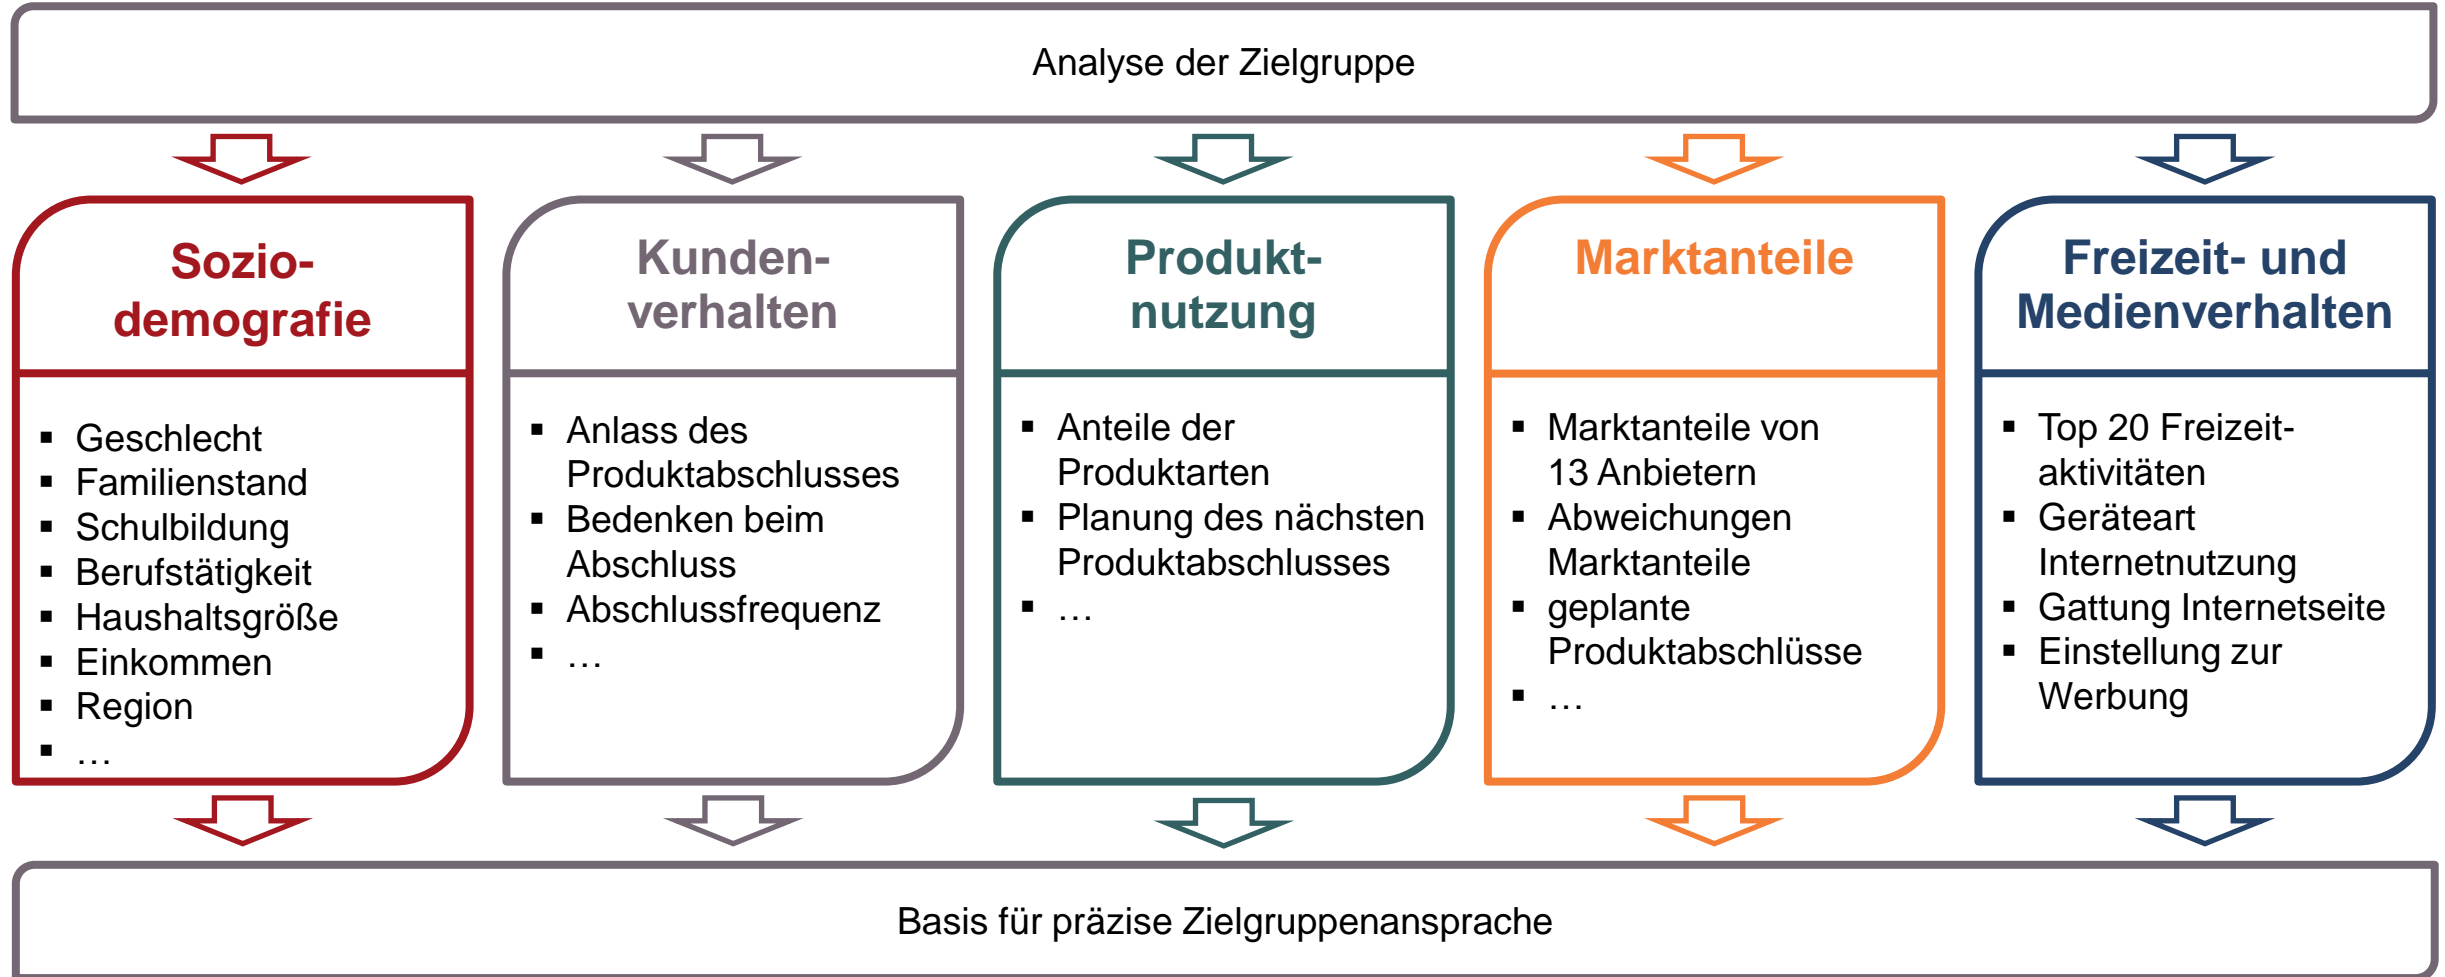 Analyse der Zielgruppe
Sozio-
demografie
▪ Geschlecht
▪ Familienstand
▪ Schulbildung
▪ Berufstätigkeit
▪ Haushaltsgröße
▪ Einkommen
▪ Region
▪ …
Kunden-
verhalten
▪ Anlass des
Produktabschlusses
▪ Bedenken beim
Abschluss
▪ Abschlussfrequenz
▪ …
Produkt-
nutzung
▪ Anteile der
Produktarten
▪ Planung des nächsten
Produktabschlusses
▪ …
Marktanteile
▪ Marktanteile von
13 Anbietern
▪ Abweichungen
Marktanteile
▪ geplante
Produktabschlüsse
▪ …
Freizeit- und
Medienverhalten
▪ Top 20 Freizeit-
aktivitäten
▪ Geräteart
Internetnutzung
▪ Gattung Internetseite
▪ Einstellung zur
Werbung
Basis für präzise Zielgruppenansprache